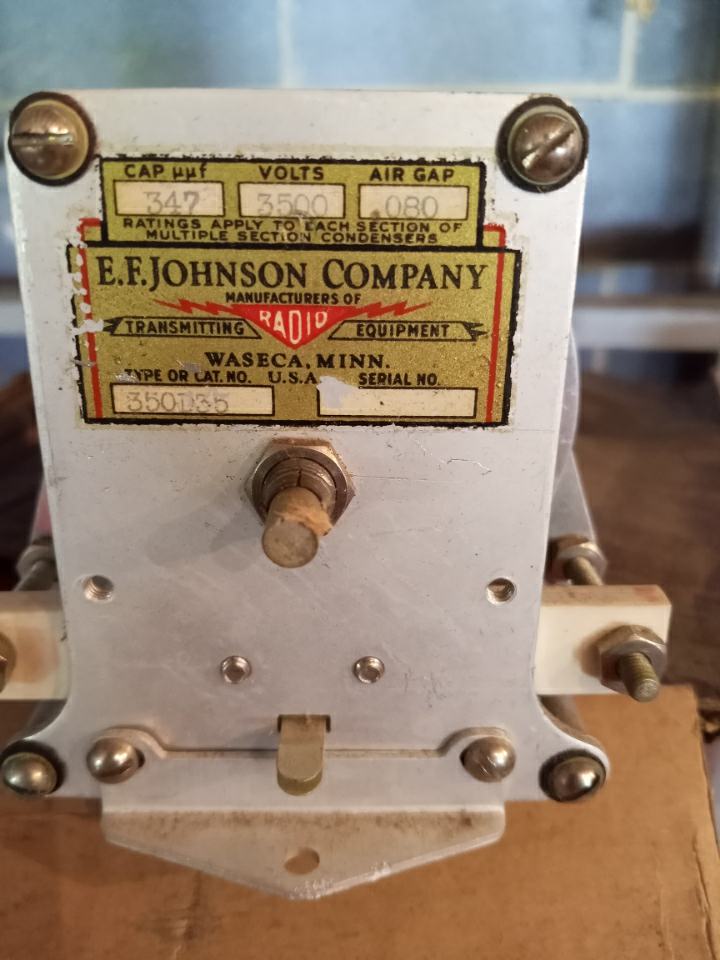 CAP µµf VOLTS AIR GAP
347 3500 .080
RATINGS APPLY TO EACH SECTION OF
MULTIPLE SECTION CONDENSERS
E.F.JOHNSON COMPANY
MANUFACTURERS OF
TRANSMITTING RADIO EQUIPMENT
WASECA, MINN.
TYPE OR CAT. NO. U.S.A. SERIAL NO.
350D35